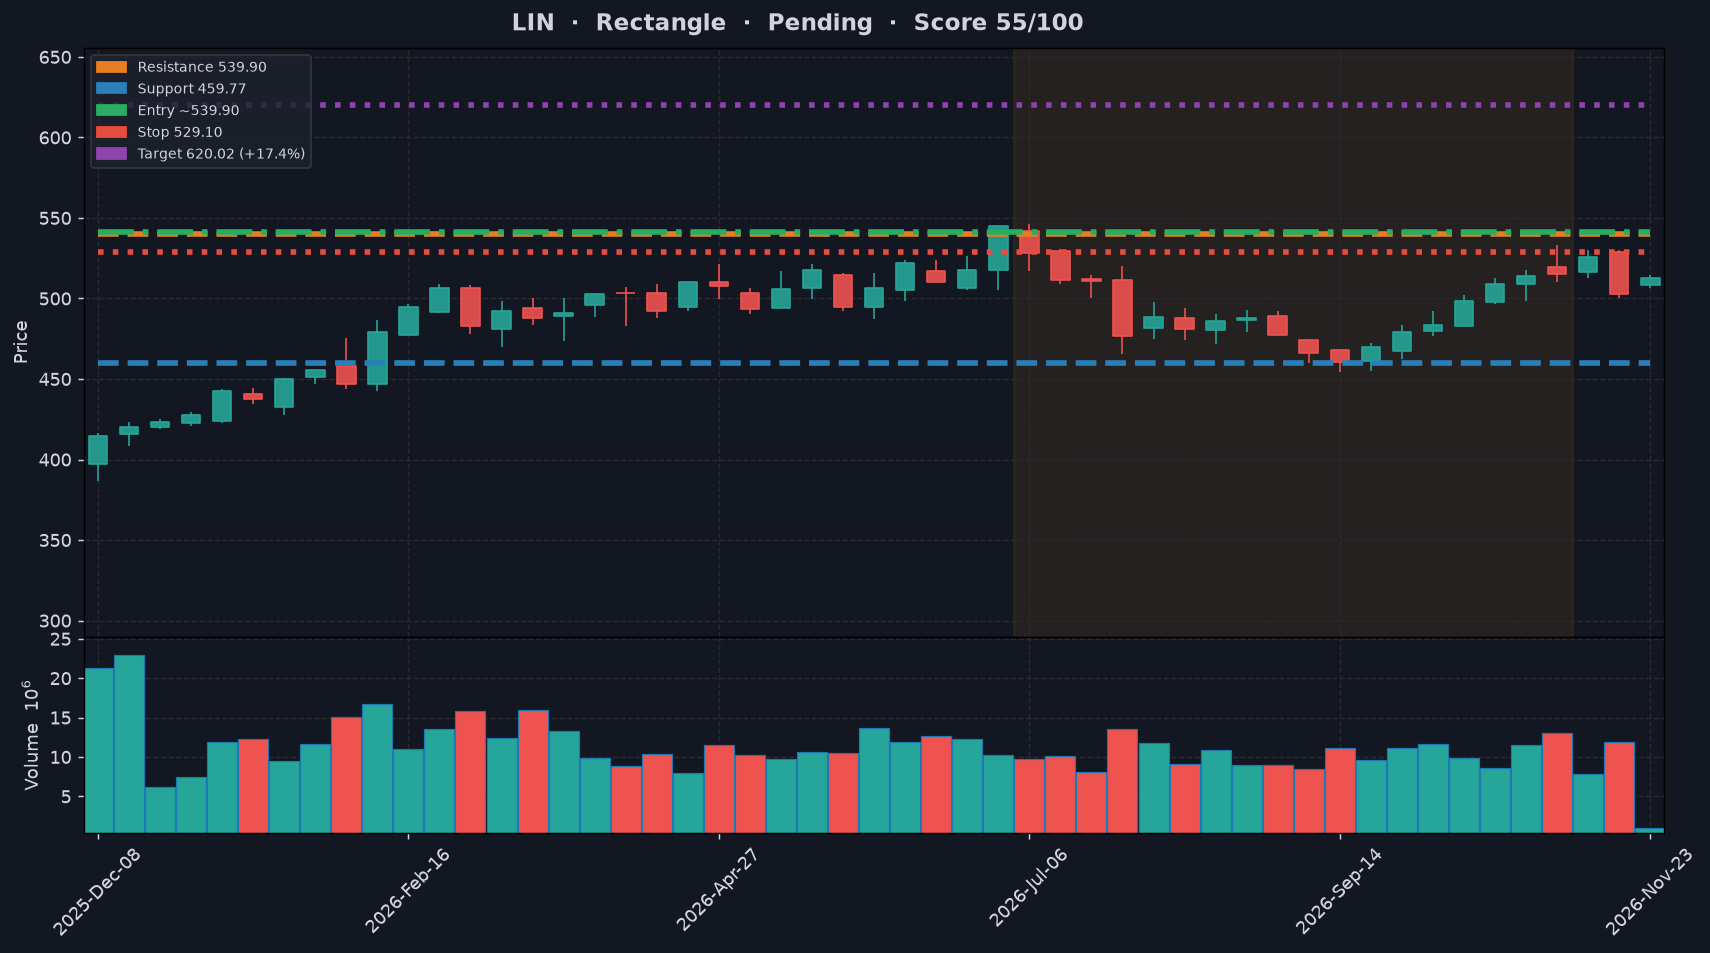 LIN · Rectangle · Pending · Score 55/100
Resistance 539.90
Support 459.77
Entry ~539.90
Stop 529.10
Target 620.02 (+17.4%)
650
600
550
500
450
400
350
300
Price
25
20
15
10
5
Volume 10⁶
2025-Dec-08
2026-Feb-16
2026-Apr-27
2026-Jul-06
2026-Sep-14
2026-Nov-23